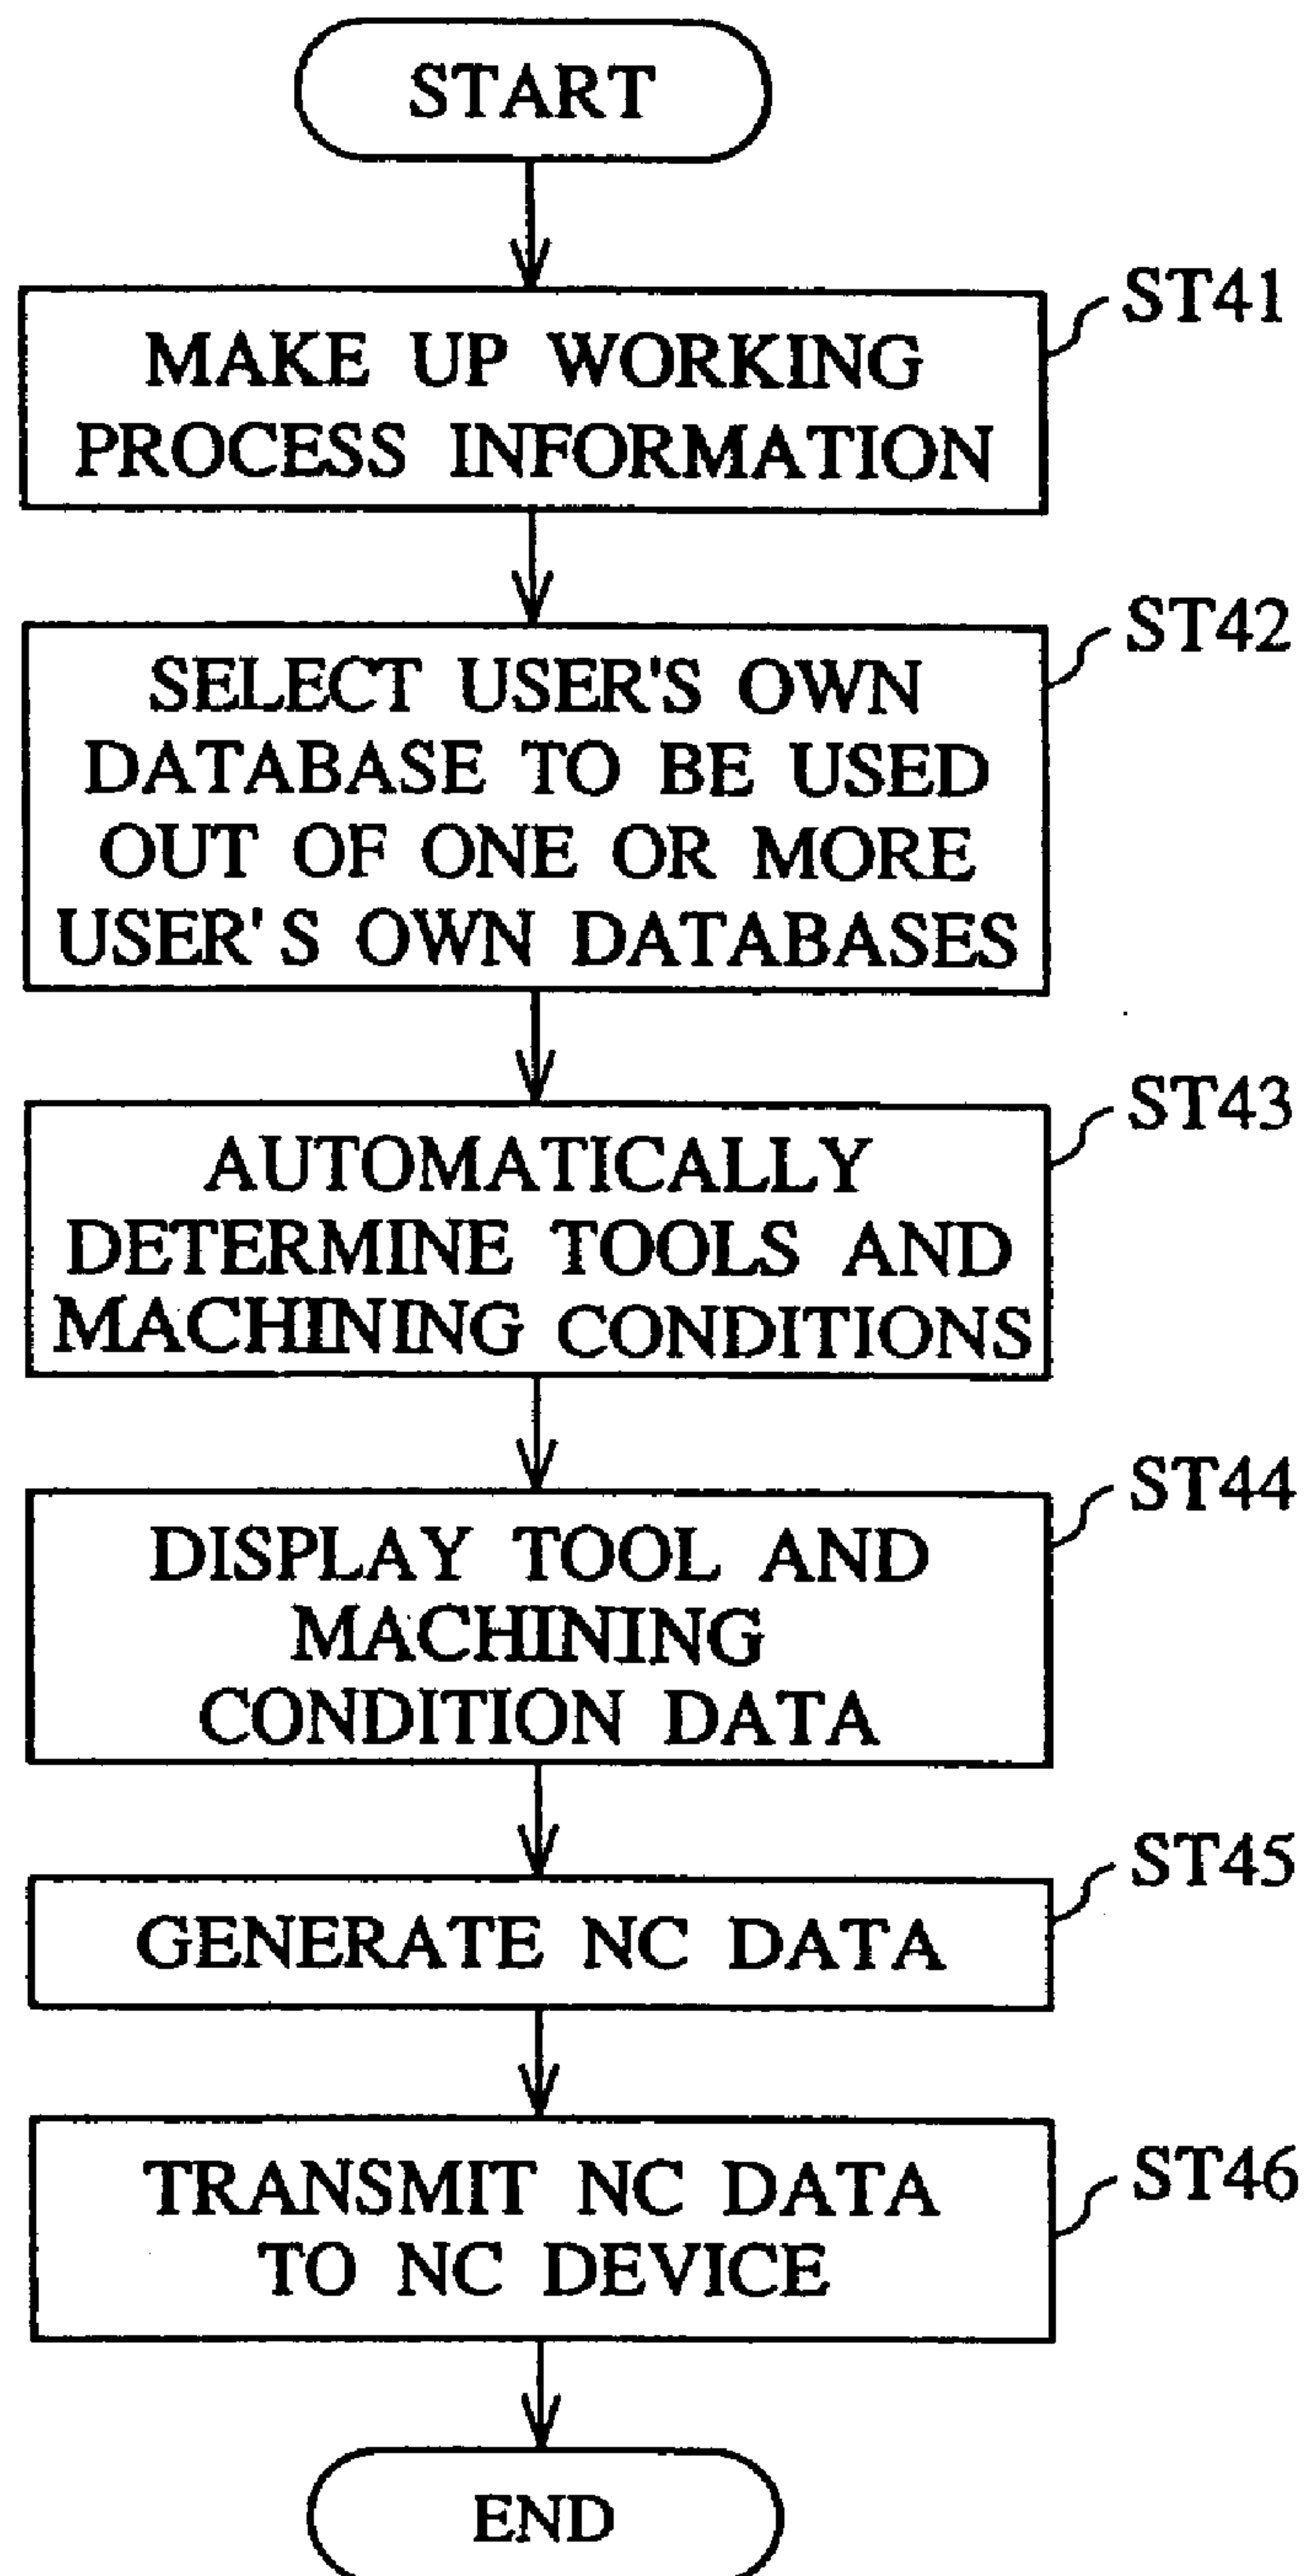 START
ST41
MAKE UP WORKING
PROCESS INFORMATION
ST42
SELECT USER'S OWN
DATABASE TO BE USED
OUT OF ONE OR MORE
USER'S OWN DATABASES
ST43
AUTOMATICALLY
DETERMINE TOOLS AND
MACHINING CONDITIONS
ST44
DISPLAY TOOL AND
MACHINING
CONDITION DATA
ST45
GENERATE NC DATA
ST46
TRANSMIT NC DATA
TO NC DEVICE
END